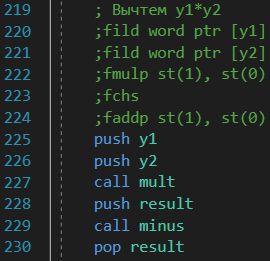 219 ; Вычтем y1*y2
220 ;fild word ptr [y1]
221 ;fild word ptr [y2]
222 ;fmulp st(1), st(0)
223 ;fchs
224 ;faddp st(1), st(0)
225 push y1
226 push y2
227 call mult
228 push result
229 call minus
230 pop result